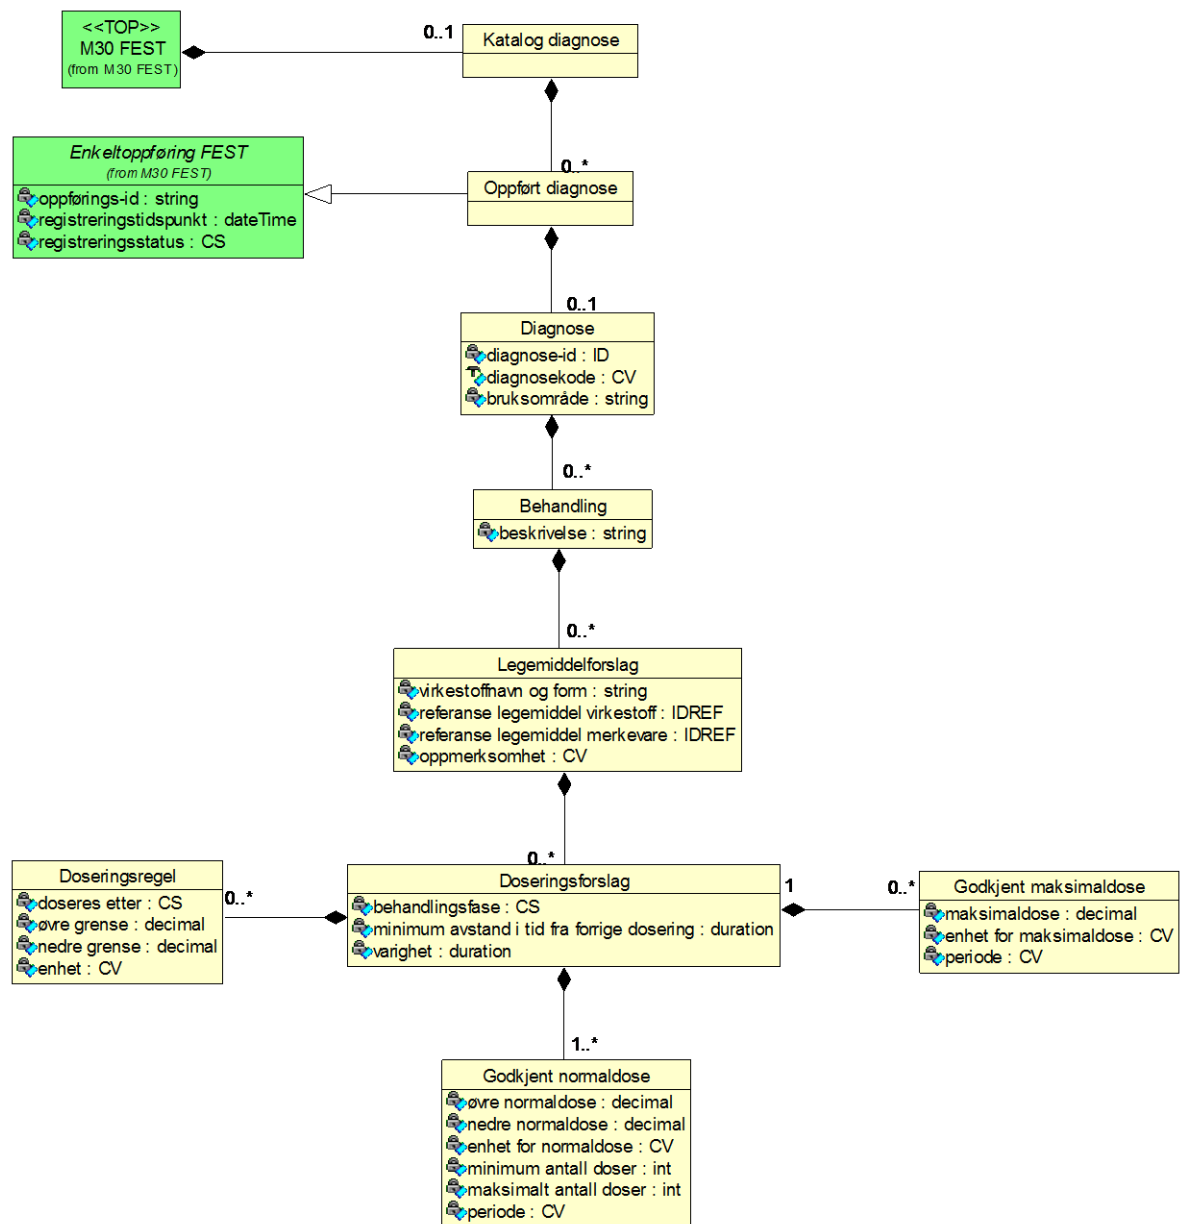 <<TOP>>
M30 FEST
(from M30 FEST)
0..1
Katalog diagnose
0..*
Enkeltoppføring FEST
(from M30 FEST)
oppførings-id : string
registreringstidspunkt : dateTime
registreringsstatus : CS
Oppført diagnose
0..1
Diagnose
diagnose-id : ID
diagnosekode : CV
bruksområde : string
0..*
Behandling
beskrivelse : string
0..*
Legemiddelforslag
virkestoffnavn og form : string
referanse legemiddel virkestoff : IDREF
referanse legemiddel merkevare : IDREF
oppmerksomhet : CV
0..*
Doseringsregel
doseres etter : CS
øvre grense : decimal
nedre grense : decimal
enhet : CV
0..*
Doseringsforslag
behandlingsfase : CS
minimum avstand i tid fra forrige dosering : duration
varighet : duration
1
0..*
Godkjent maksimaldose
maksimaldose : decimal
enhet for maksimaldose : CV
periode : CV
1..*
Godkjent normaldose
øvre normaldose : decimal
nedre normaldose : decimal
enhet for normaldose : CV
minimum antall doser : int
maksimalt antall doser : int
periode : CV